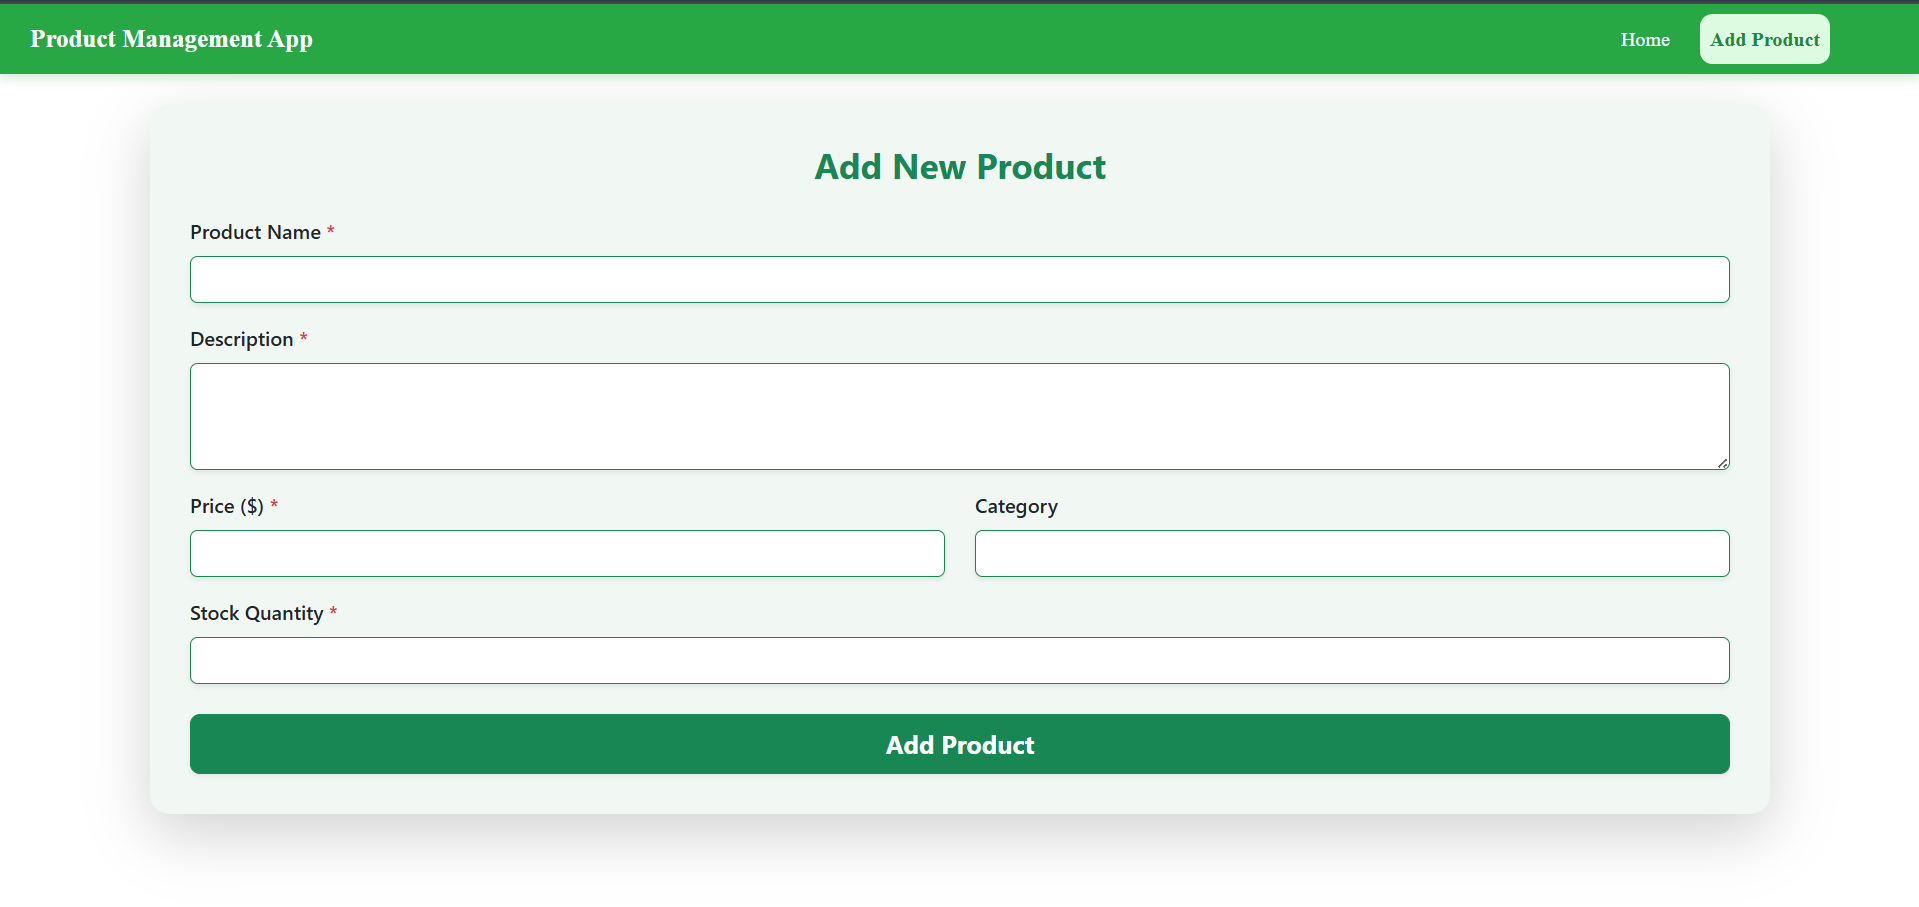 Product Management App
Home
Add Product
Add New Product
Product Name *
Description *
Price ($) *
Category
Stock Quantity *
Add Product